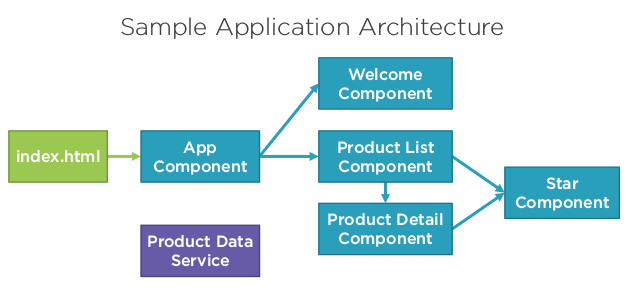 Sample Application Architecture
Welcome
Component
index.html
App
Component
Product List
Component
Star
Component
Product Detail
Component
Product Data
Service